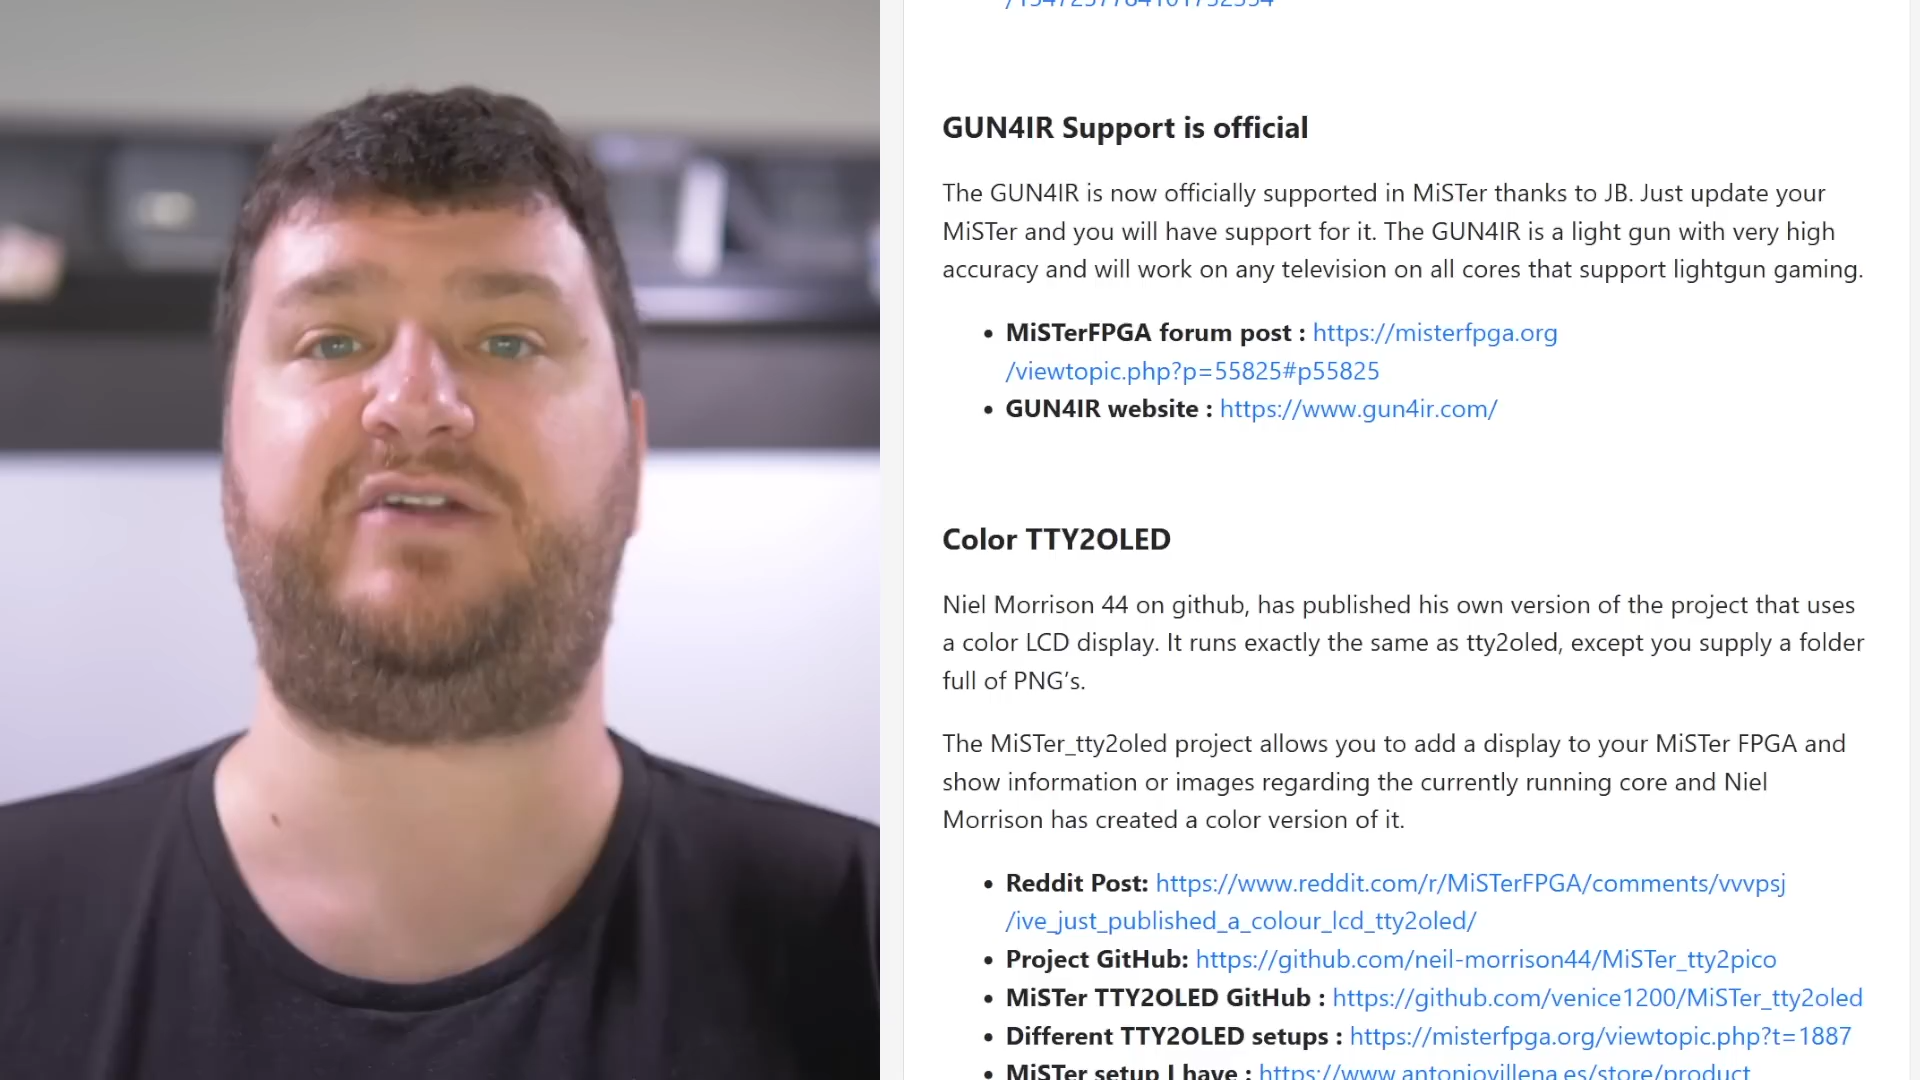 /1547257784101732354
GUN4IR Support is official
The GUN4IR is now officially supported in MiSTer thanks to JB. Just update your
MiSTer and you will have support for it. The GUN4IR is a light gun with very high
accuracy and will work on any television on all cores that support lightgun gaming.
• MiSTerFPGA forum post : https://misterfpga.org
/viewtopic.php?p=55825#p55825
• GUN4IR website : https://www.gun4ir.com/
Color TTY2OLED
Niel Morrison 44 on github, has published his own version of the project that uses
a color LCD display. It runs exactly the same as tty2oled, except you supply a folder
full of PNG’s.
The MiSTer_tty2oled project allows you to add a display to your MiSTer FPGA and
show information or images regarding the currently running core and Niel
Morrison has created a color version of it.
• Reddit Post: https://www.reddit.com/r/MiSTerFPGA/comments/vvvpsj
/ive_just_published_a_colour_lcd_tty2oled/
• Project GitHub: https://github.com/neil-morrison44/MiSTer_tty2pico
• MiSTer TTY2OLED GitHub : https://github.com/venice1200/MiSTer_tty2oled
• Different TTY2OLED setups : https://misterfpga.org/viewtopic.php?t=1887
• MiSTer setup I have : https://www.antoniovillena.es/store/product